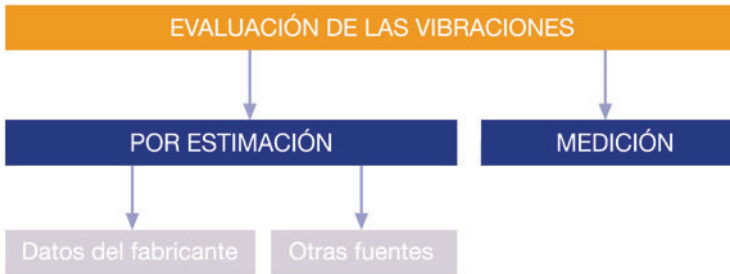 EVALUACIÓN DE LAS VIBRACIONES
POR ESTIMACIÓN
MEDICIÓN
Datos del fabricante
Otras fuentes